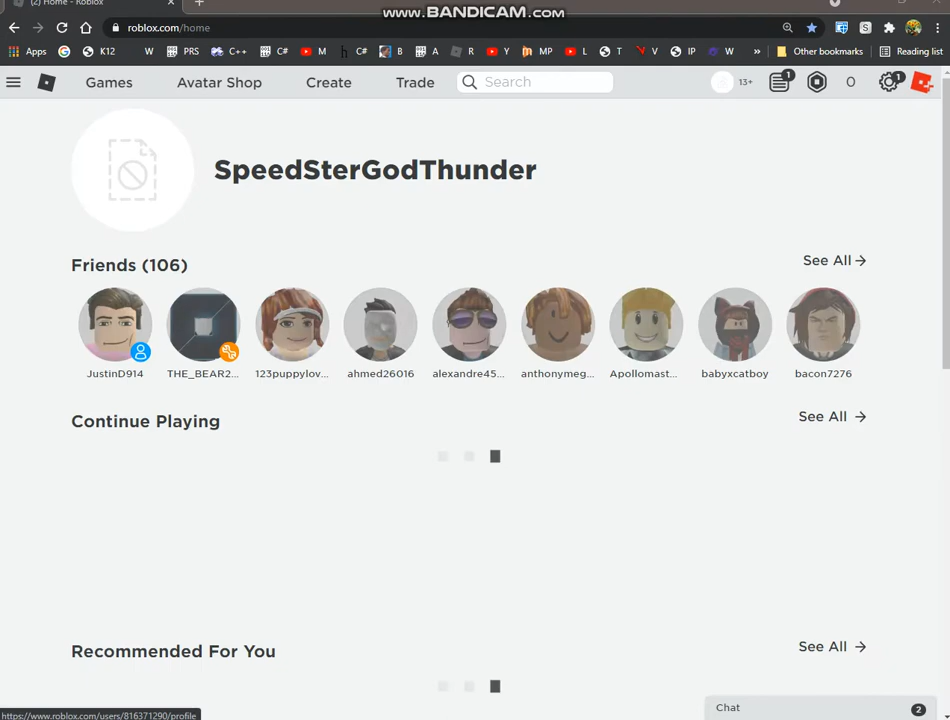 www.BANDICAM.com
(2) Home - Roblox
roblox.com/home
Apps K12 W PRS C++ C# M C# B A R Y MP L T V IP W » Other bookmarks Reading list
Games Avatar Shop Create Trade Search 13+ 1 0 1
SpeedSterGodThunder
Friends (106) See All →
JustinD914 THE_BEAR2... 123puppylov... ahmed26016 alexandre45... anthonymeg... Apollomast... babyxcatboy bacon7276
Continue Playing See All →
Recommended For You See All →
https://www.roblox.com/users/816371290/profile
Chat 2